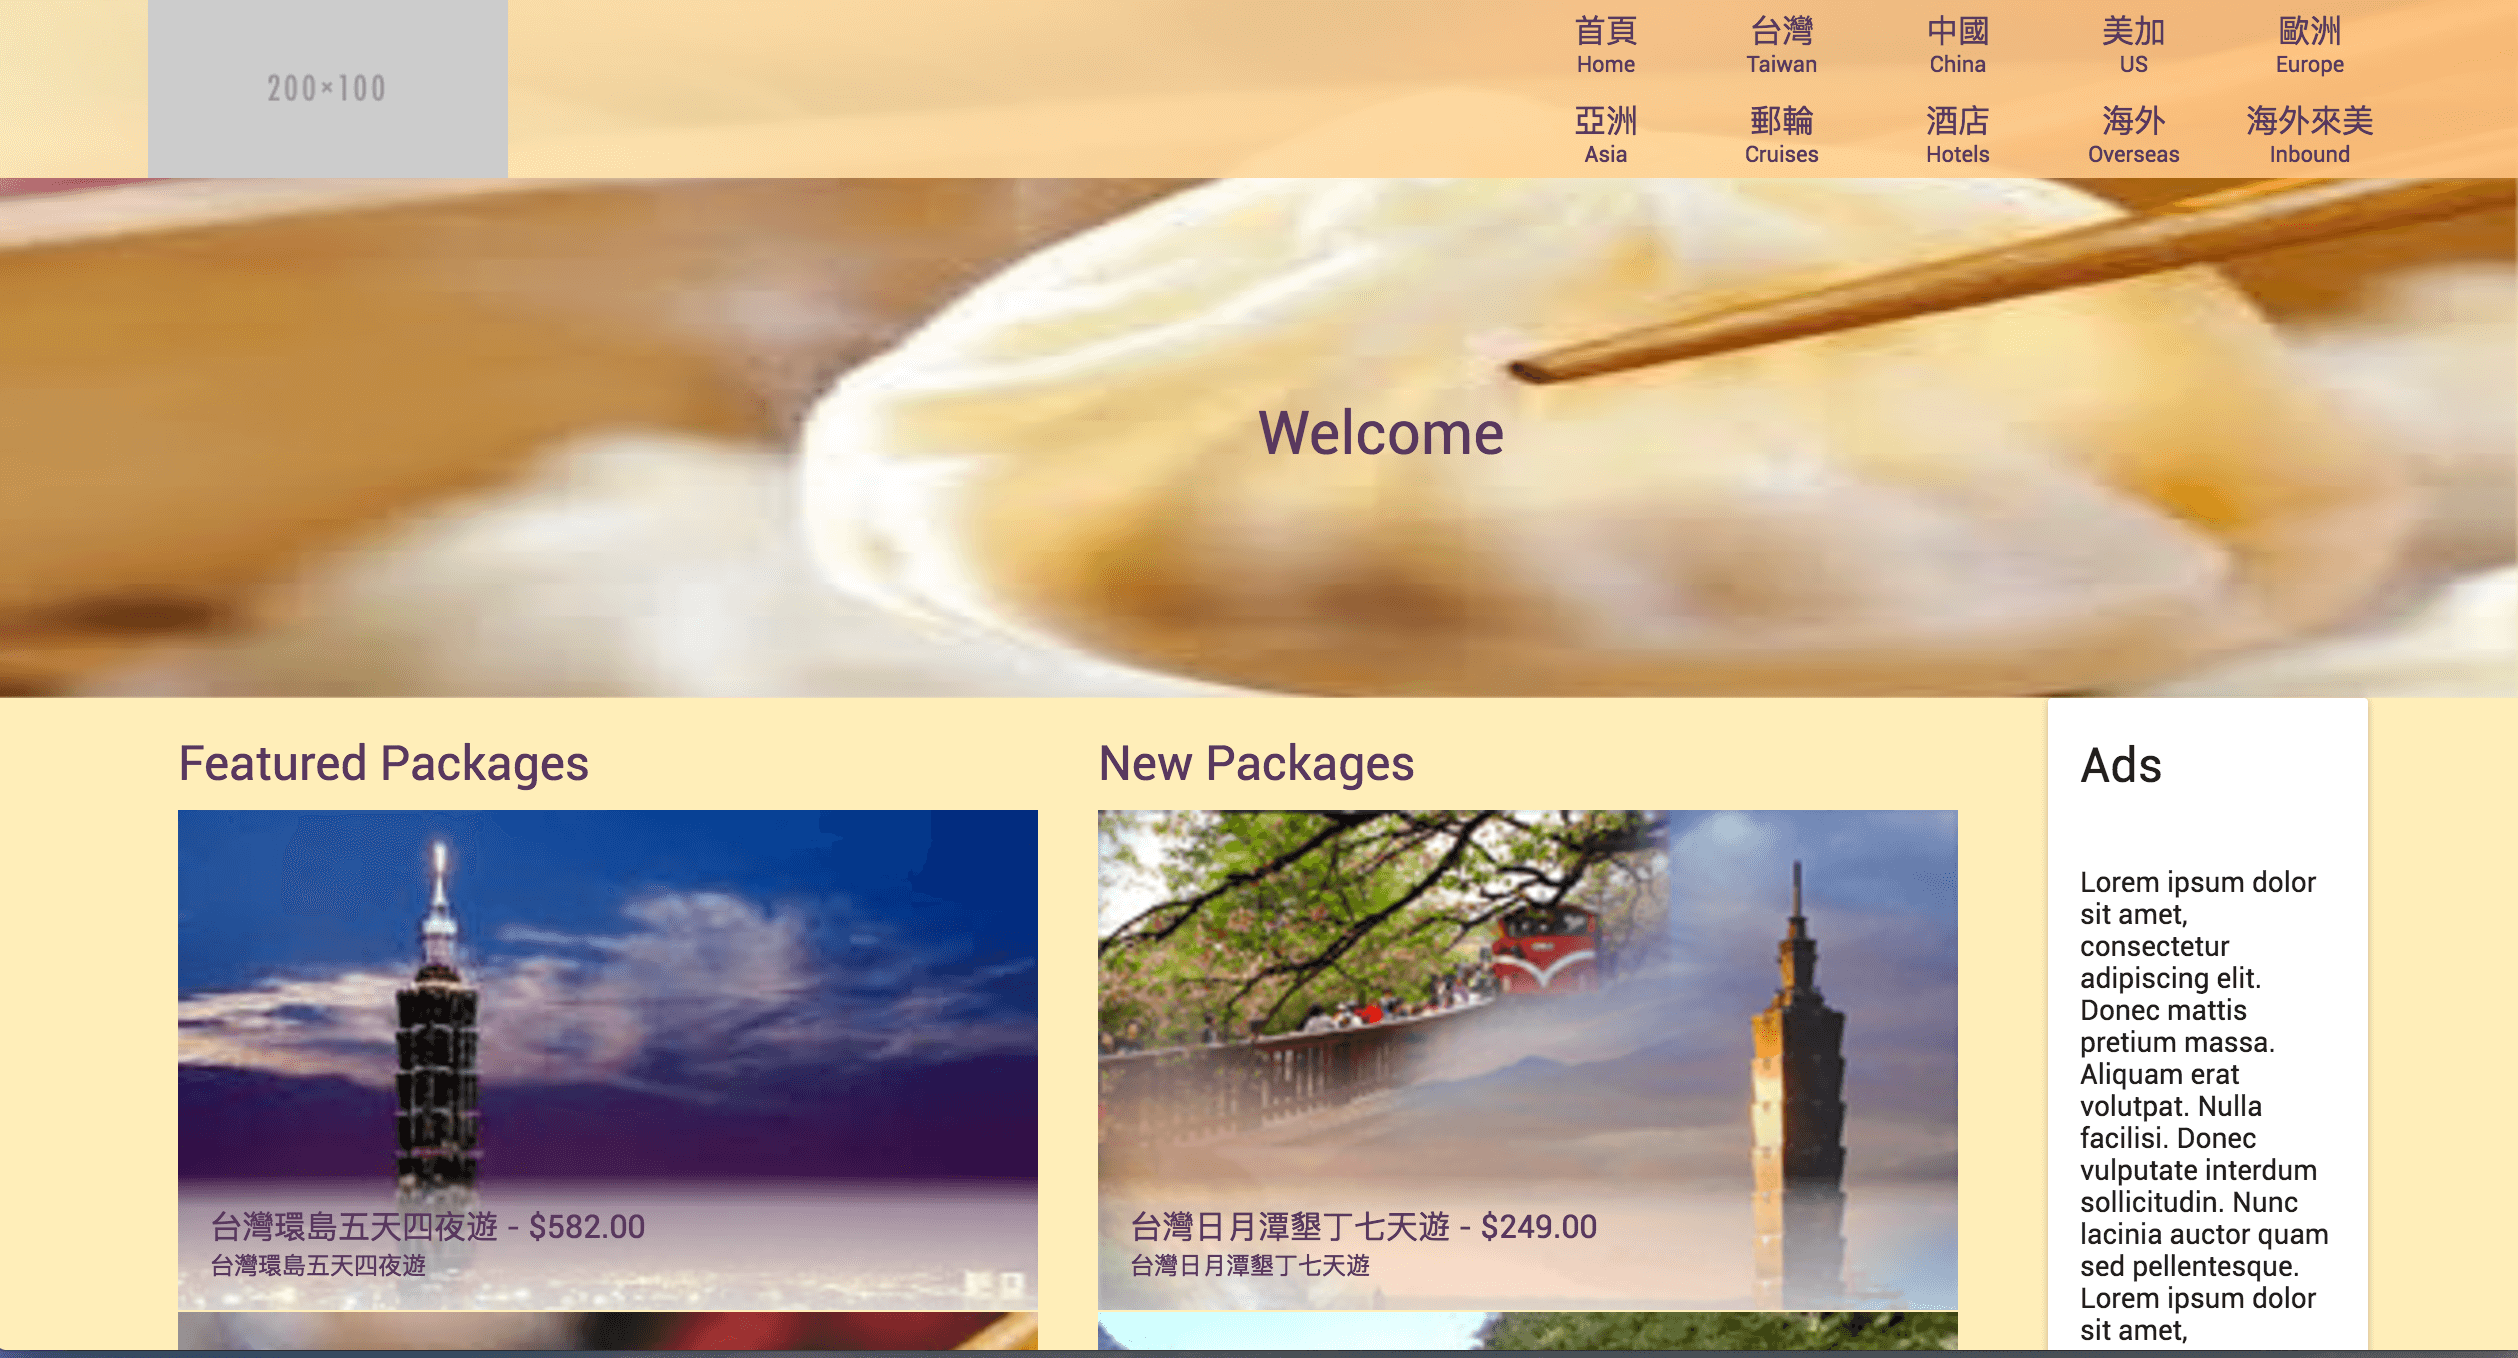 200×100
首頁 台灣 中國 美加 歐洲
Home Taiwan China US Europe
亞洲 郵輪 酒店 海外 海外來美
Asia Cruises Hotels Overseas Inbound
Welcome
Featured Packages
台灣環島五天四夜遊 - $582.00
台灣環島五天四夜遊
New Packages
台灣日月潭墾丁七天遊 - $249.00
台灣日月潭墾丁七天遊
Ads
Lorem ipsum dolor
sit amet,
consectetur
adipiscing elit.
Donec mattis
pretium massa.
Aliquam erat
volutpat. Nulla
facilisi. Donec
vulputate interdum
sollicitudin. Nunc
lacinia auctor quam
sed pellentesque.
Lorem ipsum dolor
sit amet,